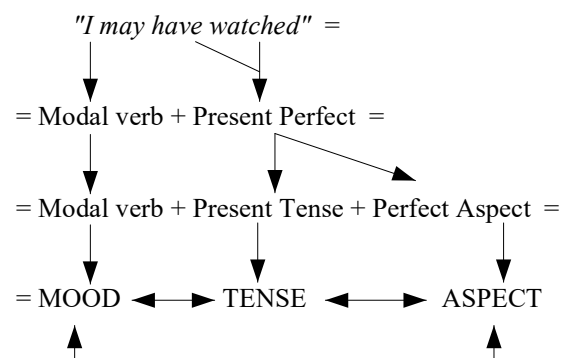 "I may have watched" =
= Modal verb + Present Perfect =
= Modal verb + Present Tense + Perfect Aspect =
= MOOD TENSE ASPECT